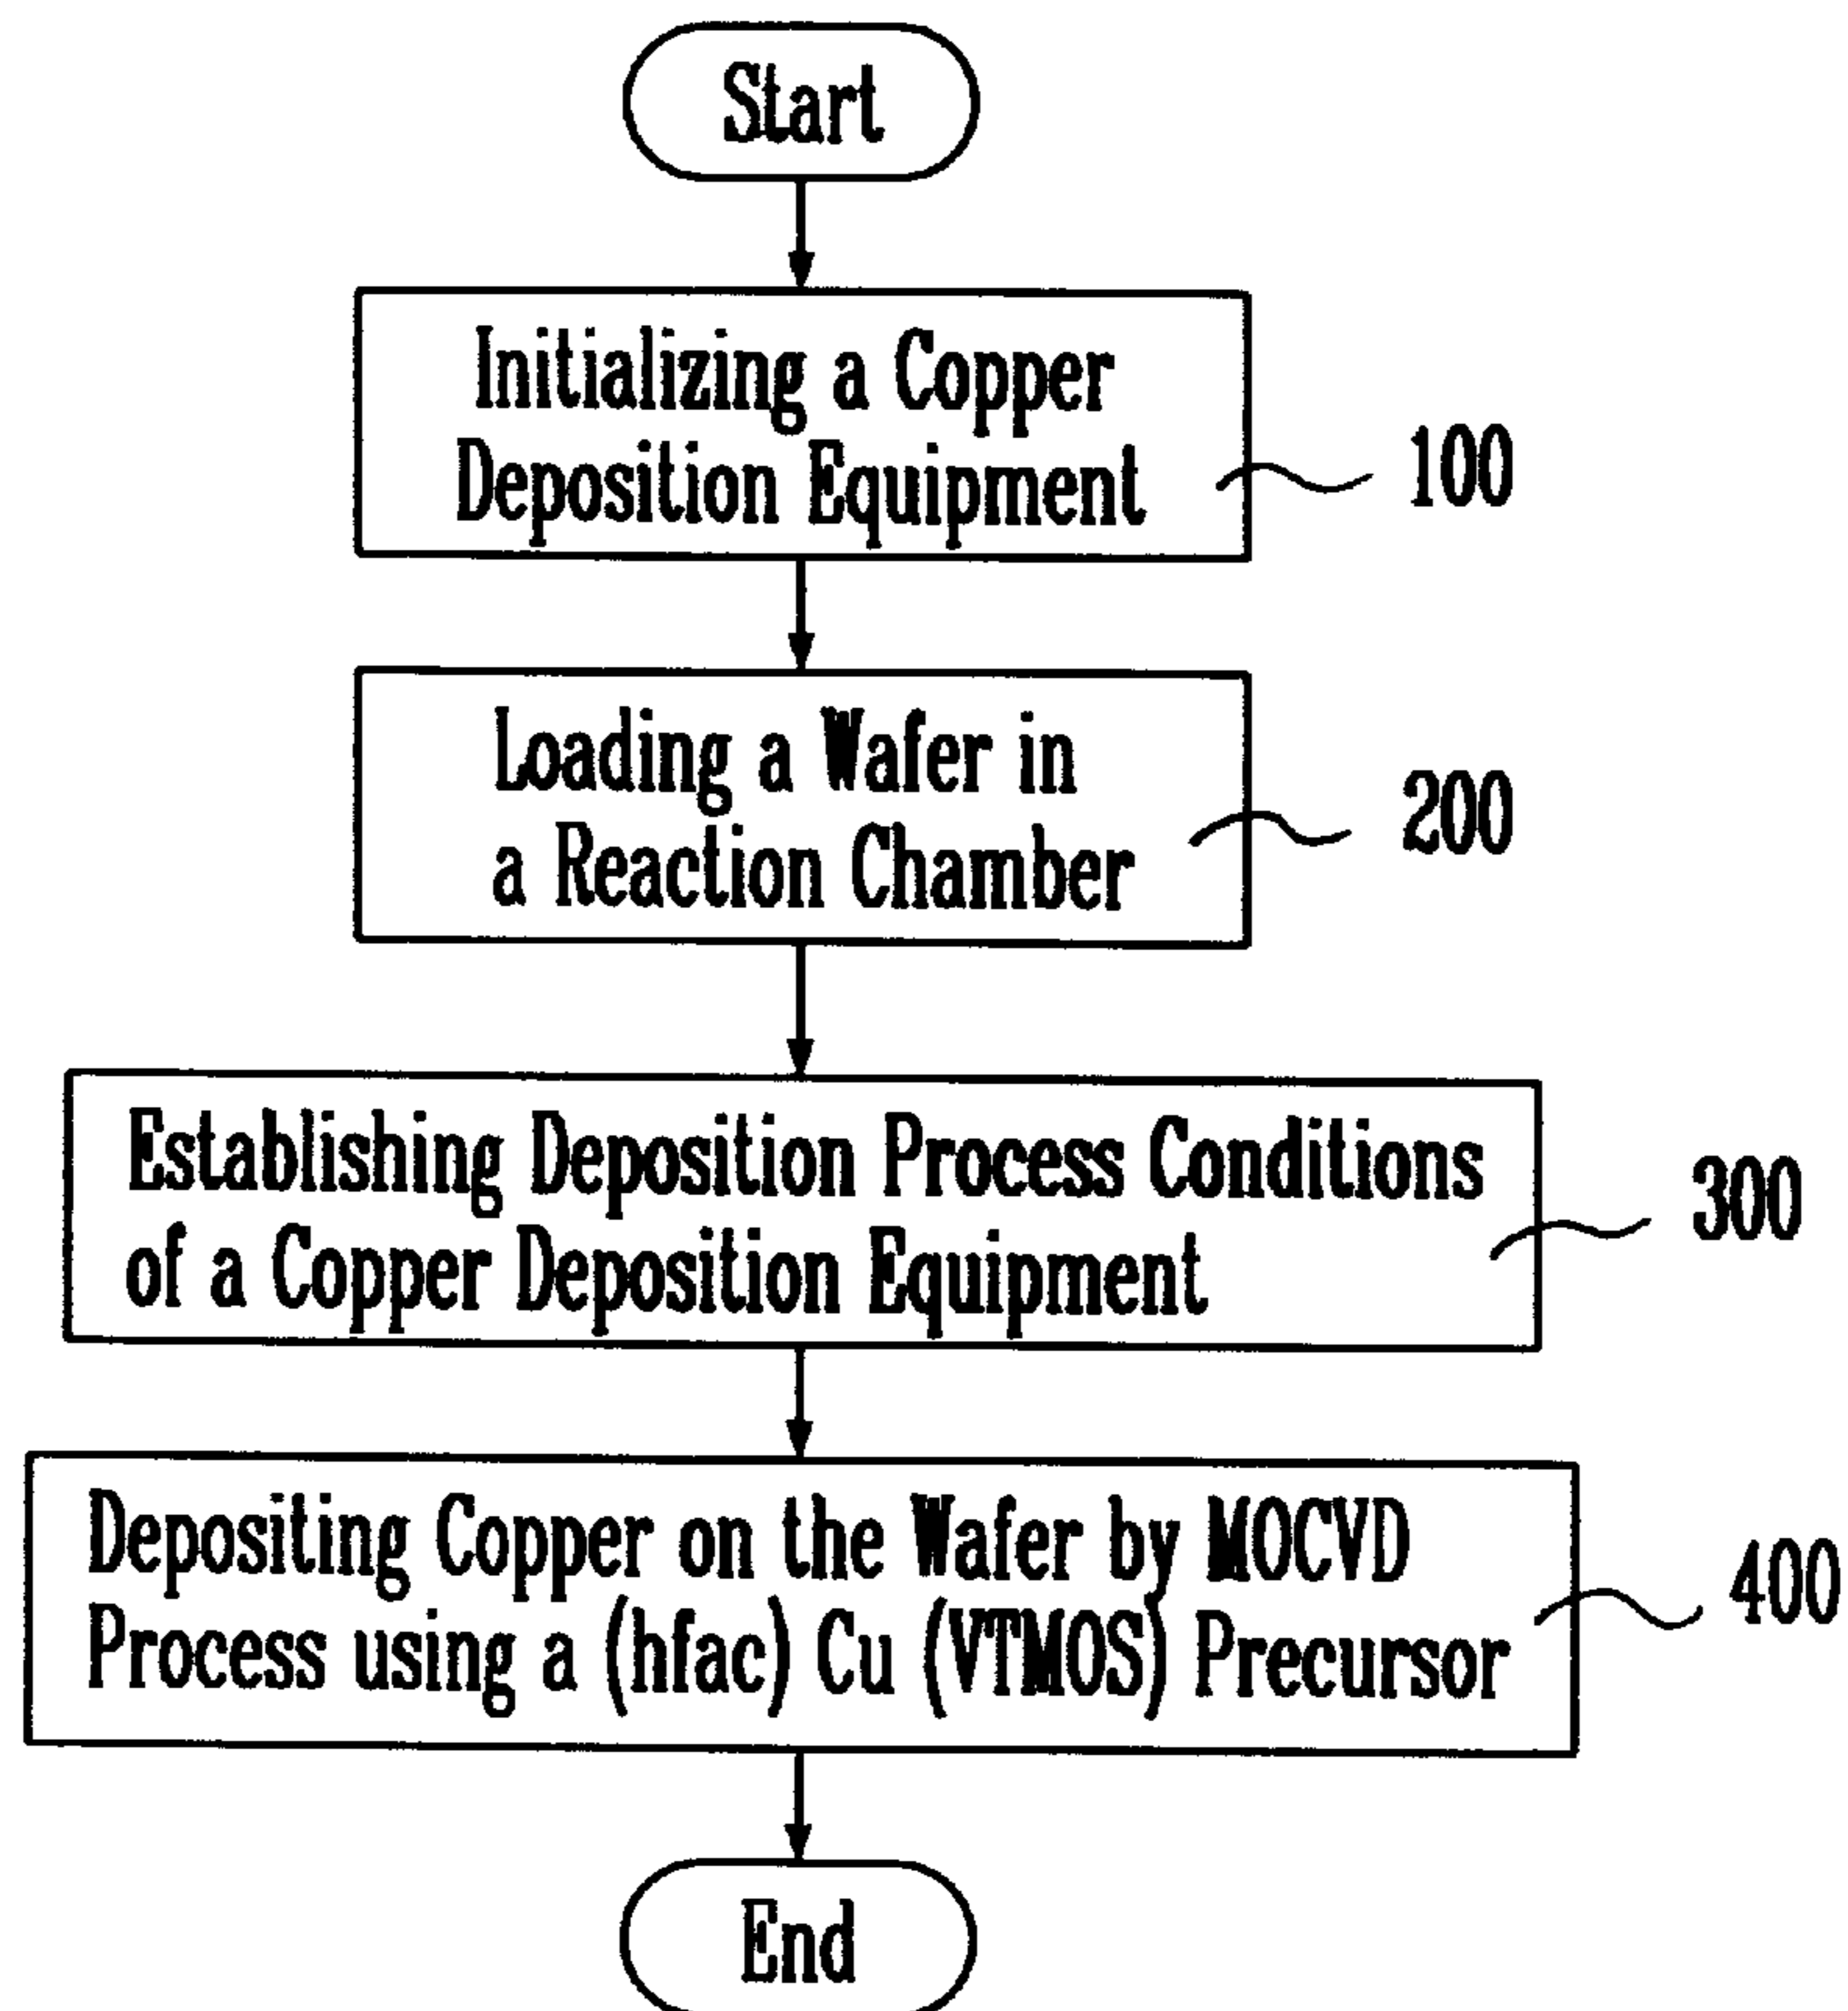 Start
Initializing a Copper
Deposition Equipment
100
Loading a Wafer in
a Reaction Chamber
200
Establishing Deposition Process Conditions
of a Copper Deposition Equipment
300
Depositing Copper on the Wafer by MOCVD
Process using a (hfac) Cu (VTMOS) Precursor
400
End